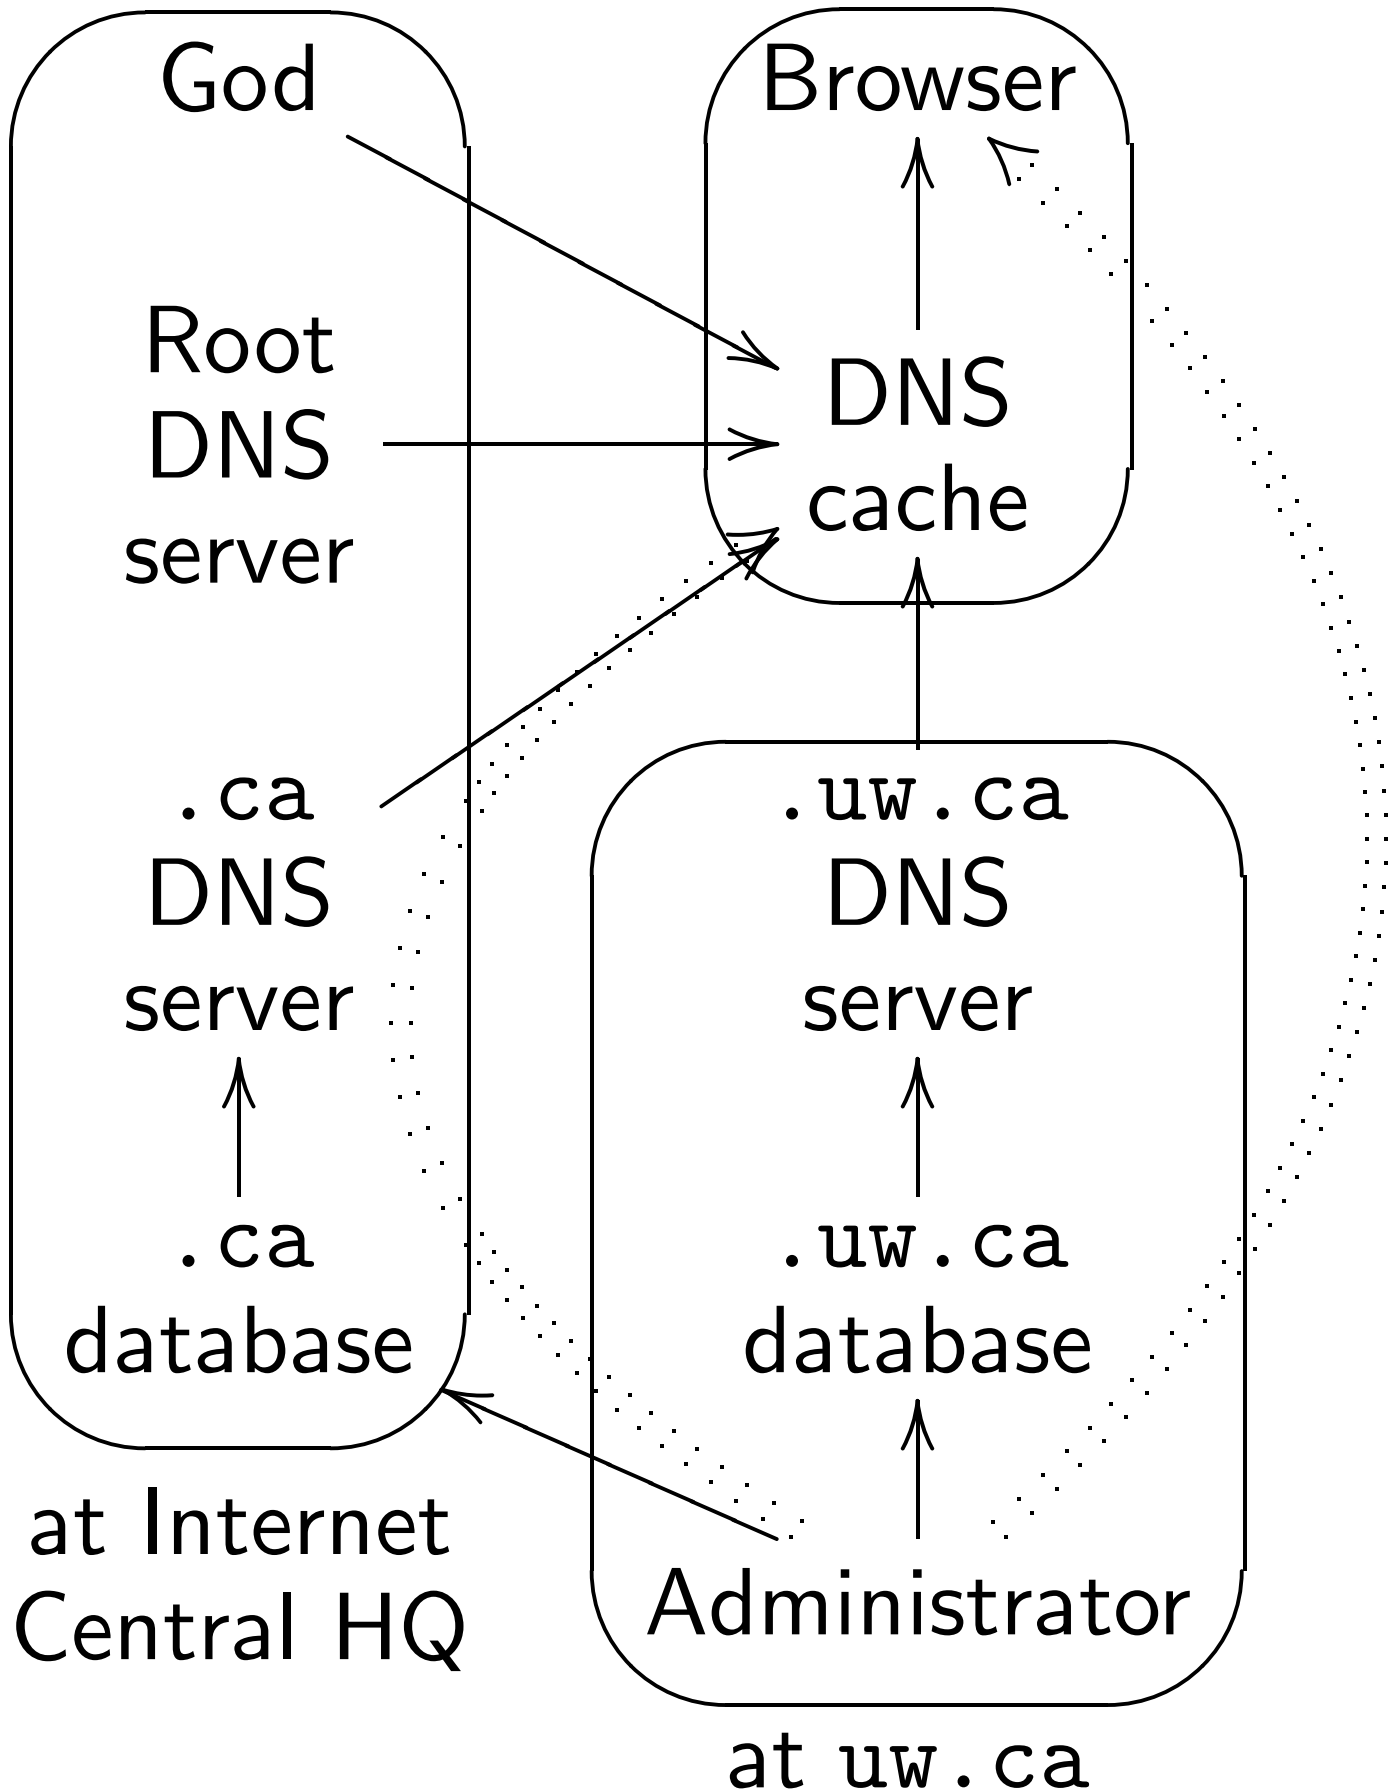 God
Root
DNS
server
.ca
DNS
server
.ca
database
at Internet
Central HQ
Browser
DNS
cache
.uw.ca
DNS
server
.uw.ca
database
Administrator
at uw.ca